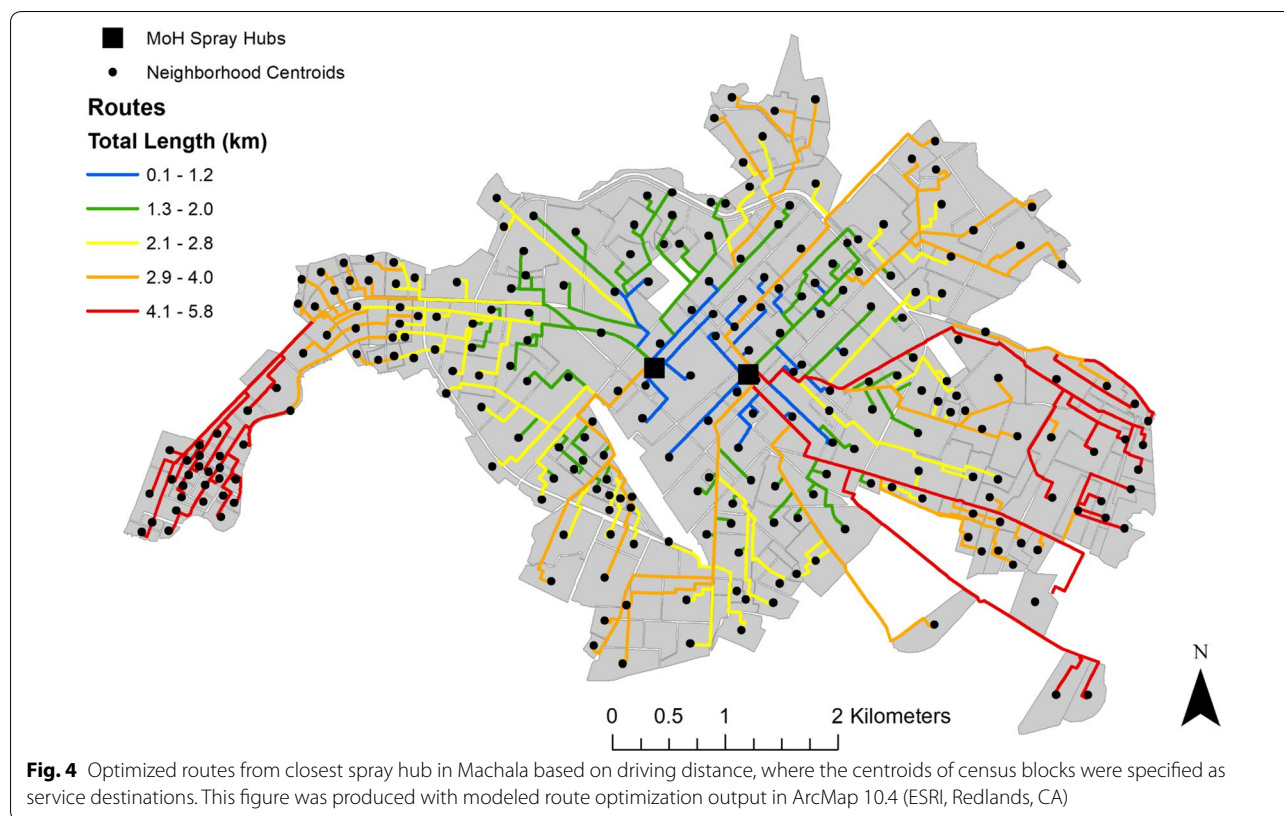 MoH Spray Hubs
Neighborhood Centroids
Routes
Total Length (km)
0.1 - 1.2
1.3 - 2.0
2.1 - 2.8
2.9 - 4.0
4.1 - 5.8
N
0 0.5 1 2 Kilometers
Fig. 4 Optimized routes from closest spray hub in Machala based on driving distance, where the centroids of census blocks were specified as
service destinations. This figure was produced with modeled route optimization output in ArcMap 10.4 (ESRI, Redlands, CA)